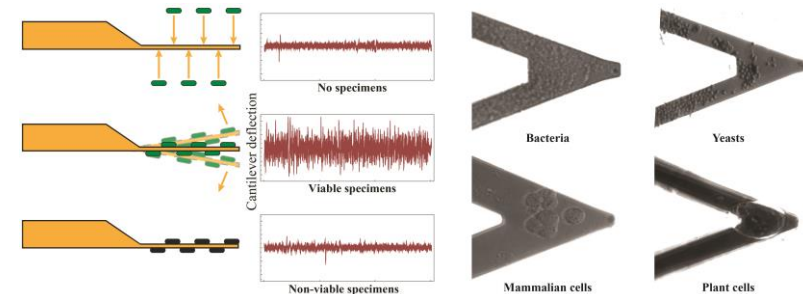 No specimens
Cantilever deflection
Viable specimens
Non-viable specimens
Bacteria
Yeasts
Mammalian cells
Plant cells